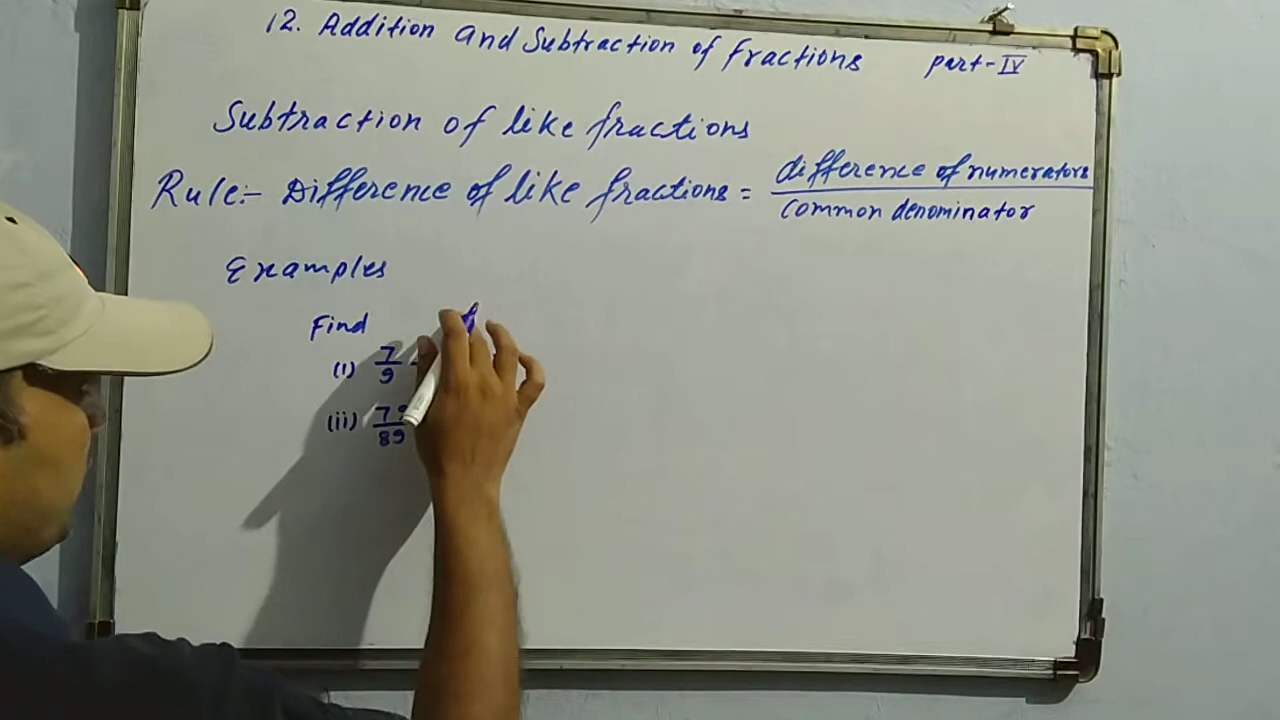 12. Addition and Subtraction of fractions part-IV
Subtraction of like fractions
Rule:- Difference of like fractions = difference of numerators / common denominator
Examples
Find
(i) 7/9 -
(ii) /89